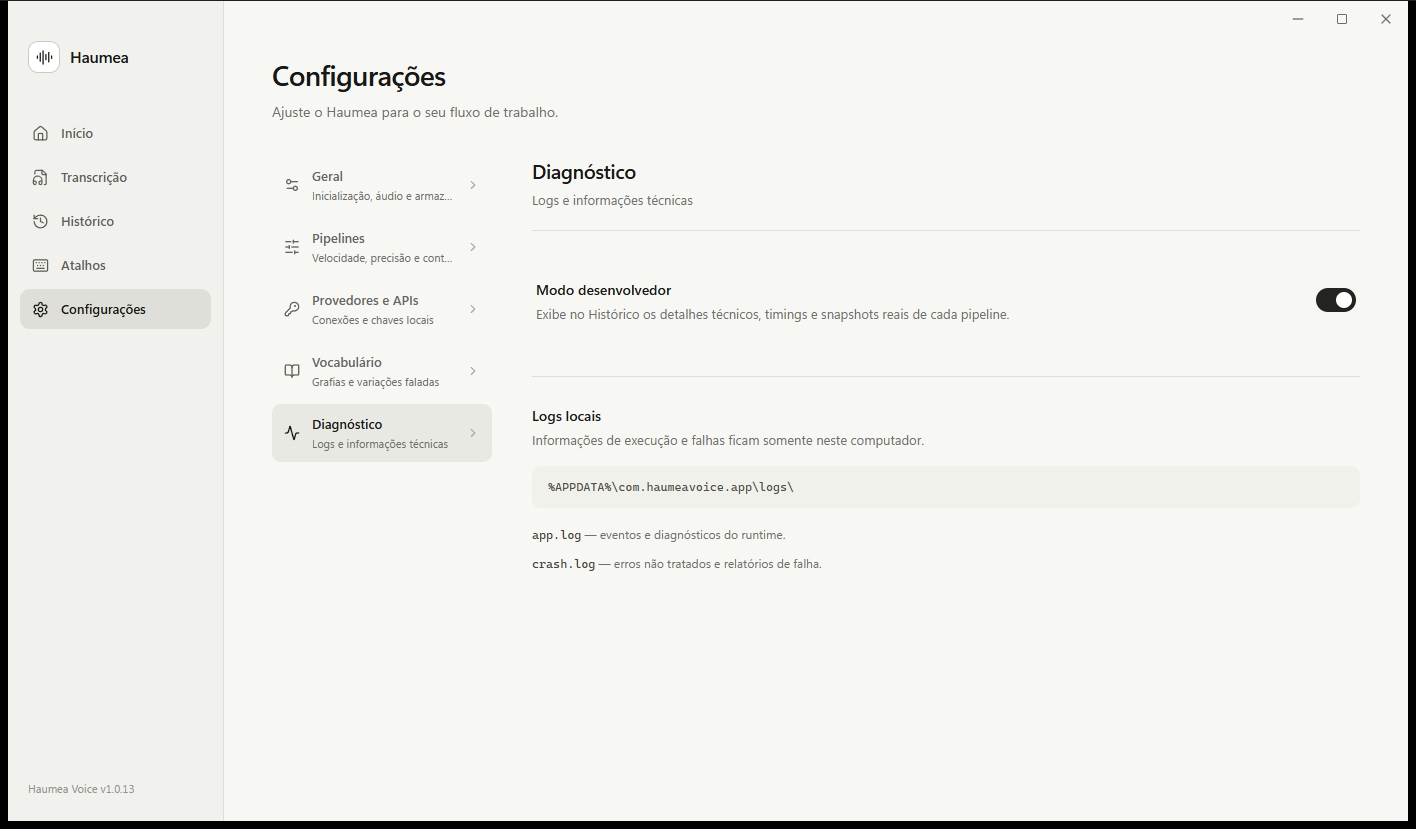 Haumea
Início
Transcrição
Histórico
Atalhos
Configurações
Haumea Voice v1.0.13
Configurações
Ajuste o Haumea para o seu fluxo de trabalho.
Geral
Inicialização, áudio e armaz...
Pipelines
Velocidade, precisão e cont...
Provedores e APIs
Conexões e chaves locais
Vocabulário
Grafias e variações faladas
Diagnóstico
Logs e informações técnicas
Diagnóstico
Logs e informações técnicas
Modo desenvolvedor
Exibe no Histórico os detalhes técnicos, timings e snapshots reais de cada pipeline.
Logs locais
Informações de execução e falhas ficam somente neste computador.
%APPDATA%\com.haumeavoice.app\logs\
app.log — eventos e diagnósticos do runtime.
crash.log — erros não tratados e relatórios de falha.